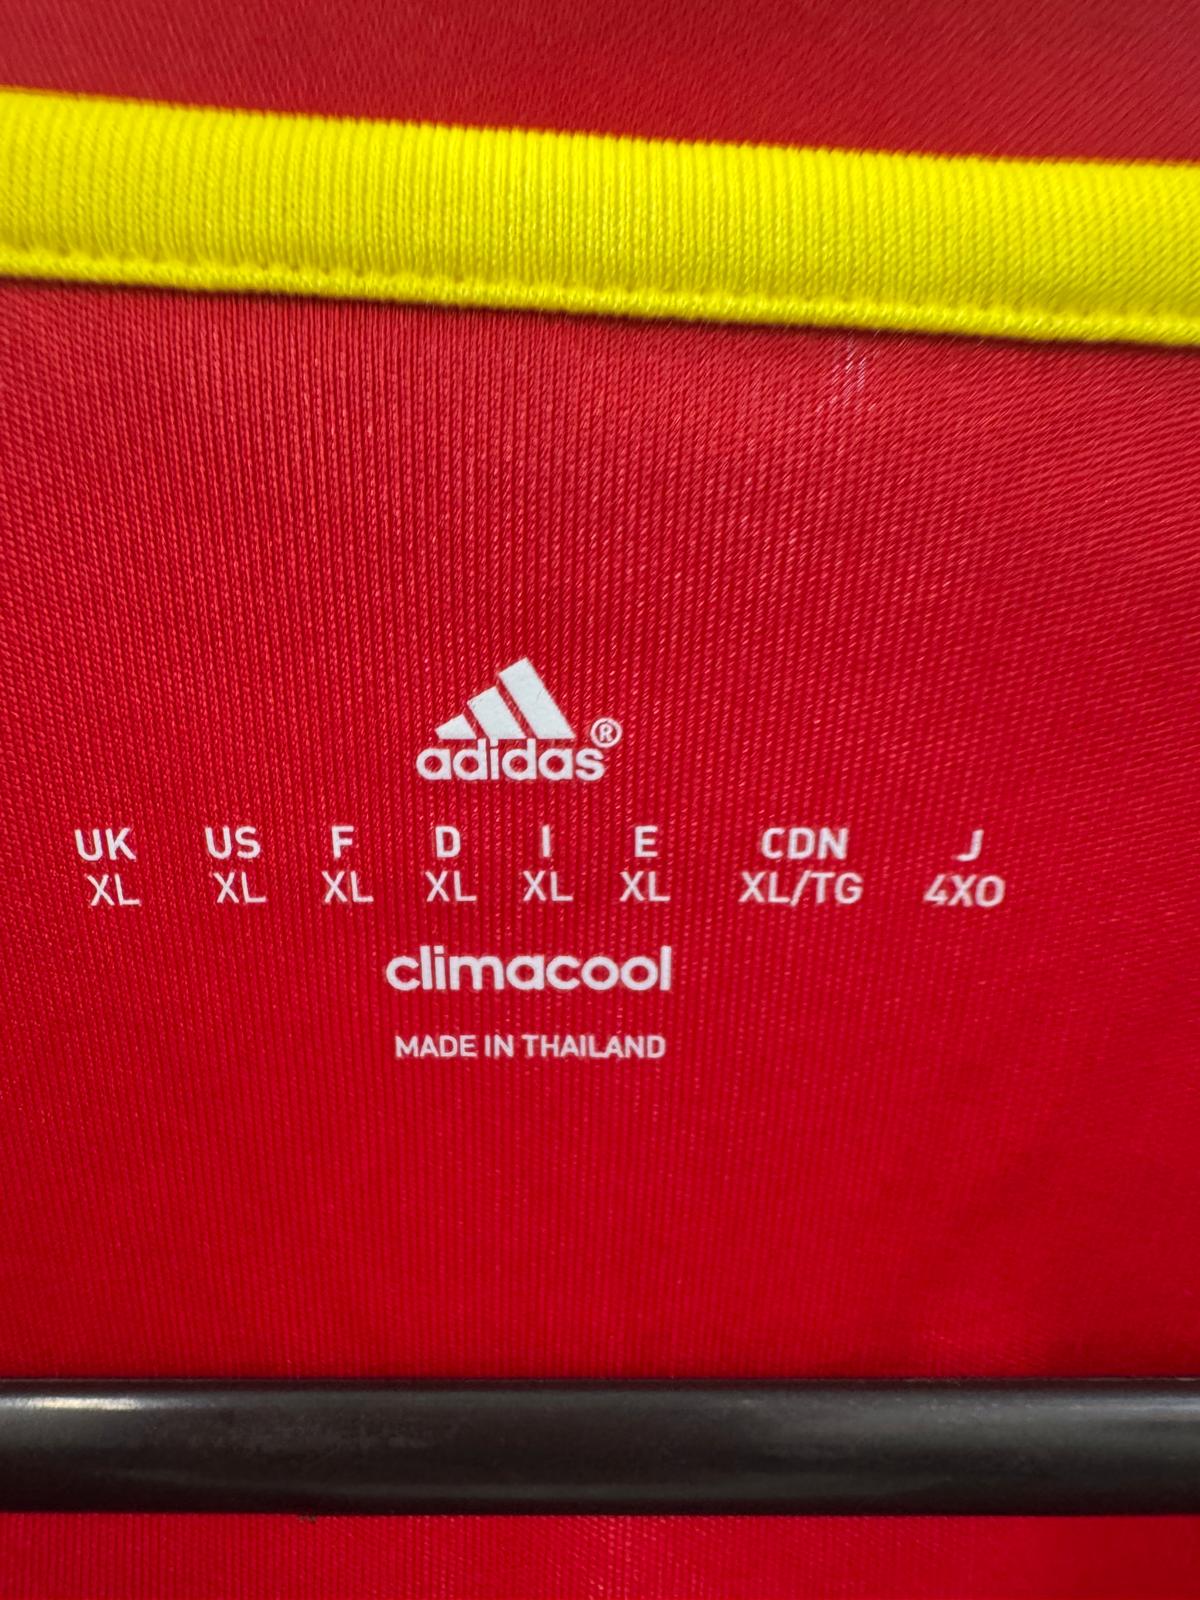 adidas®
UK US F D I E CDN J
XL XL XL XL XL XL XL/TG 4XO
climacool
MADE IN THAILAND